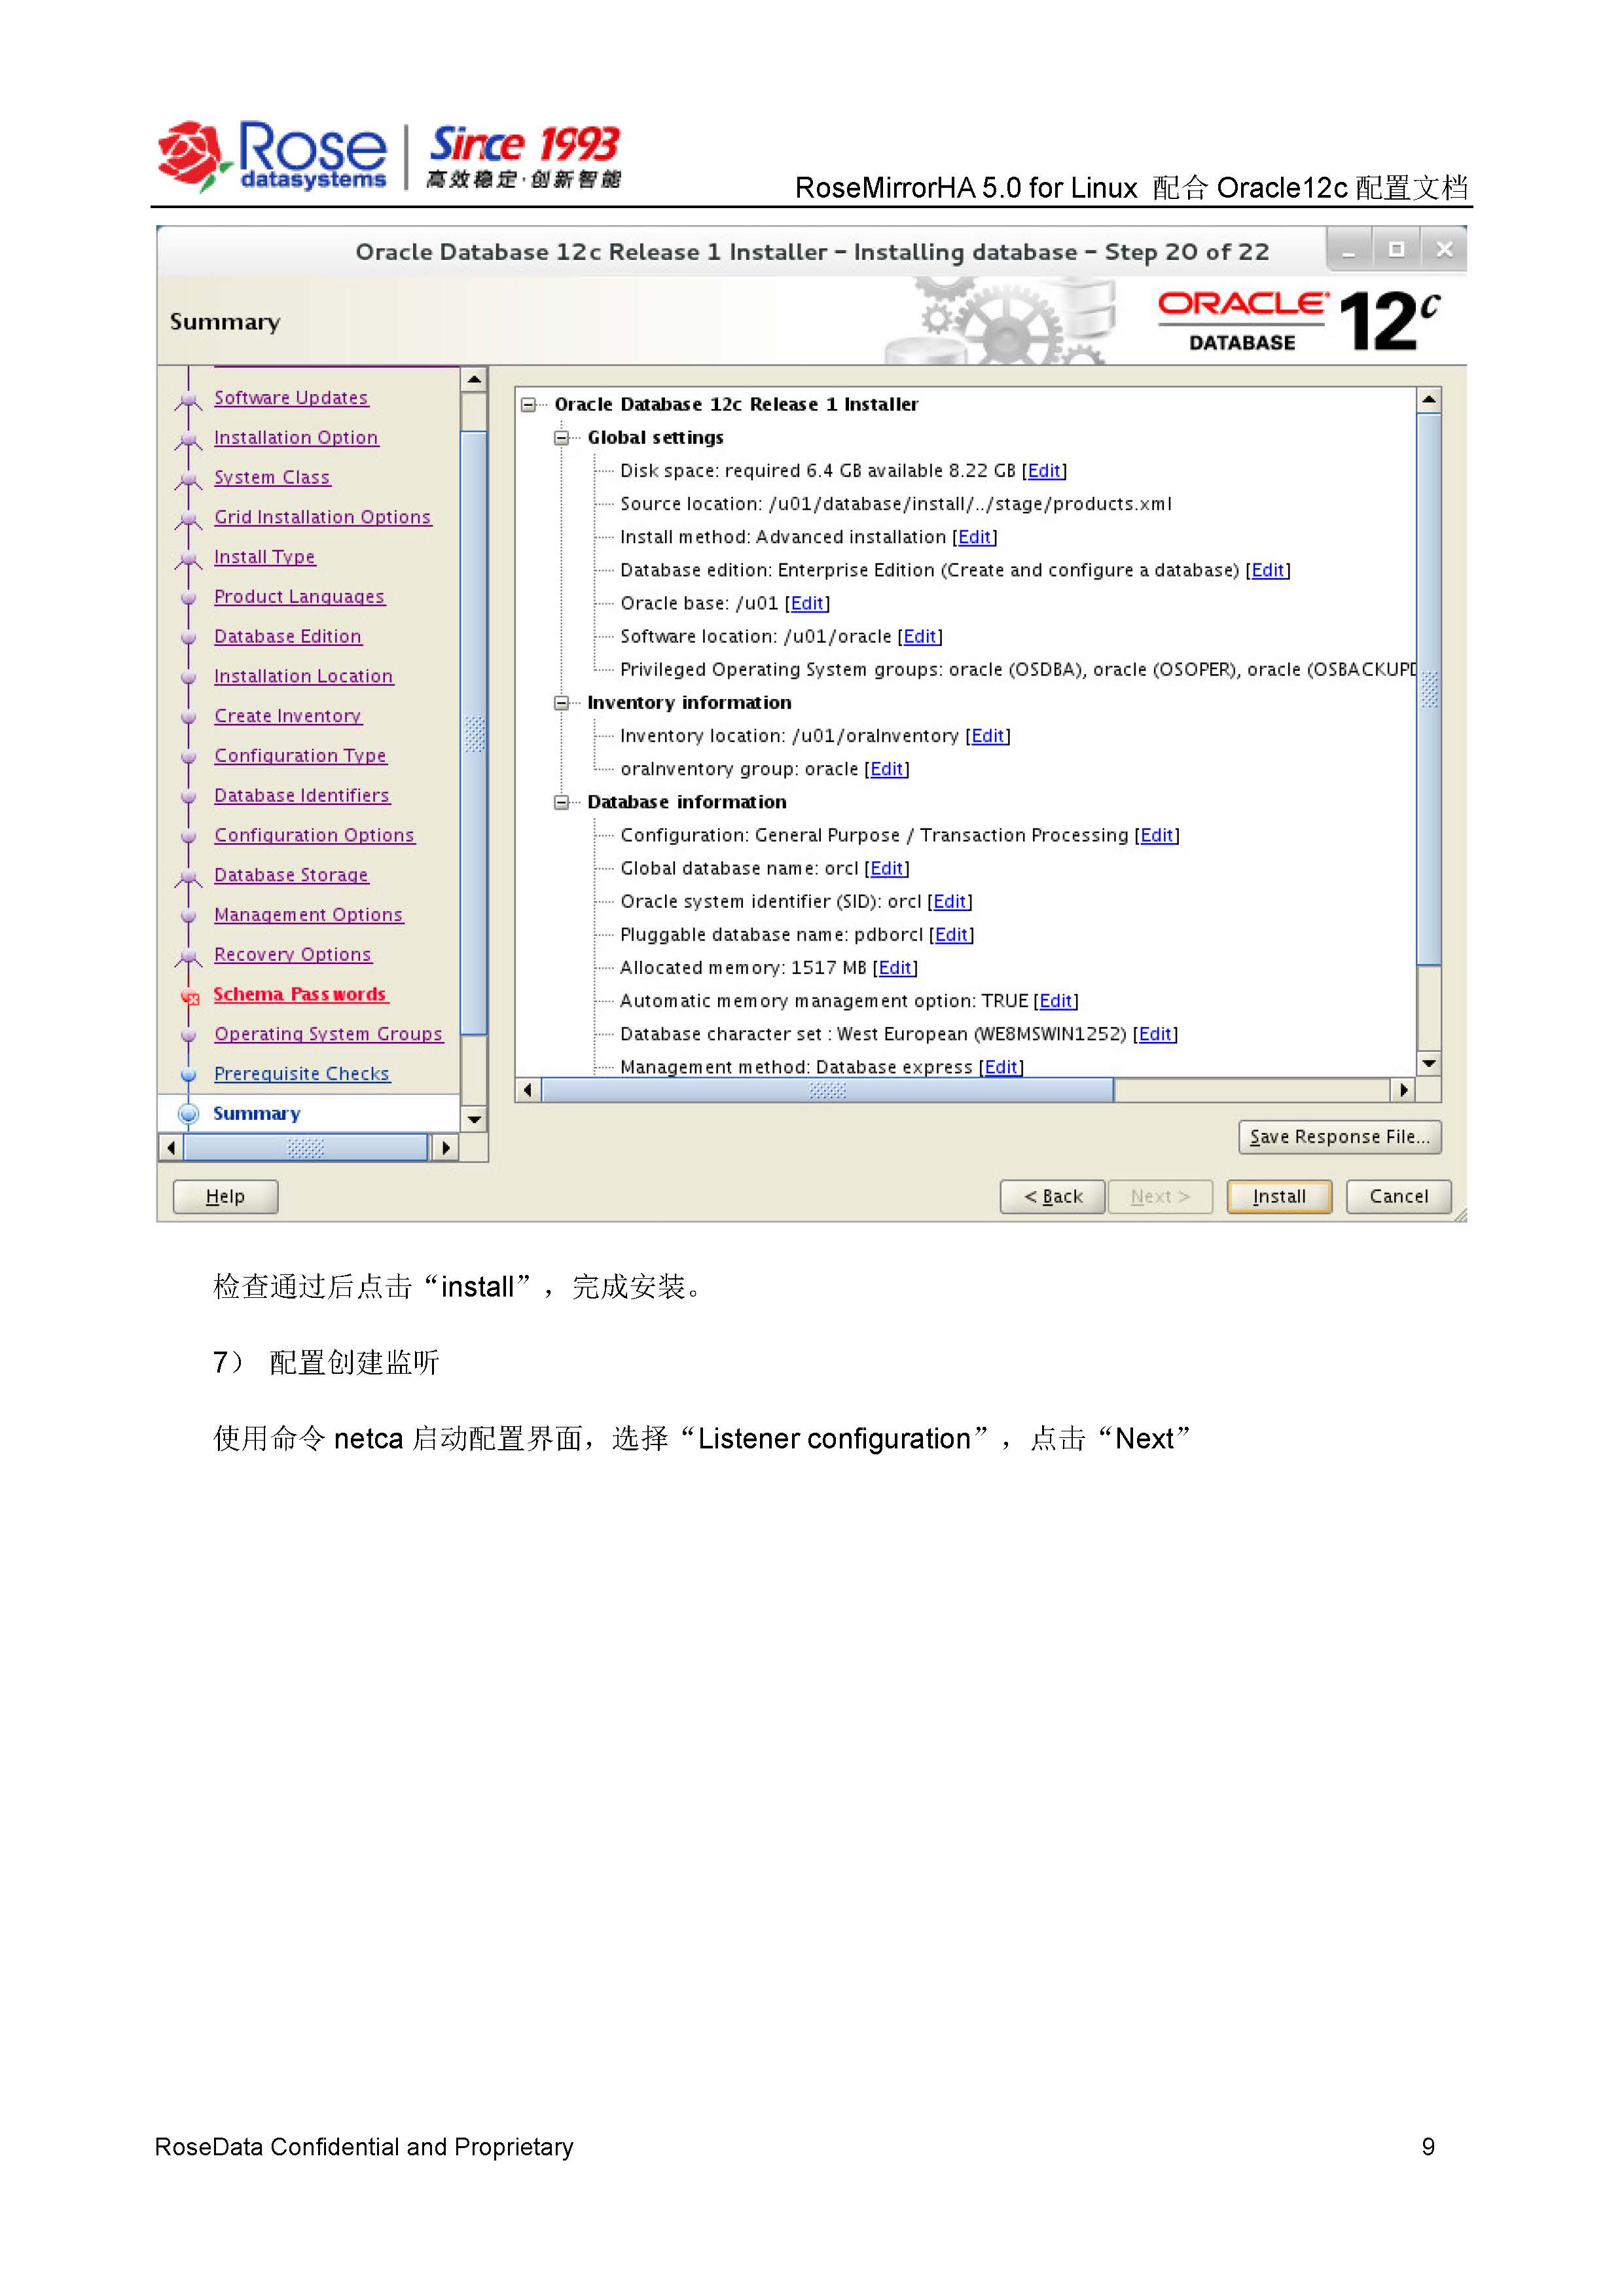 Rose
datasystems
Since 1993
高效稳定·创新智能
RoseMirrorHA 5.0 for Linux 配合 Oracle12c 配置文档
Oracle Database 12c Release 1 Installer – Installing database – Step 20 of 22
Summary
ORACLE
DATABASE
12c
Software Updates
Installation Option
System Class
Grid Installation Options
Install Type
Product Languages
Database Edition
Installation Location
Create Inventory
Configuration Type
Database Identifiers
Configuration Options
Database Storage
Management Options
Recovery Options
Schema Passwords
Operating System Groups
Prerequisite Checks
Summary
Oracle Database 12c Release 1 Installer
Global settings
Disk space: required 6.4 GB available 8.22 GB [Edit]
Source location: /u01/database/install/../stage/products.xml
Install method: Advanced installation [Edit]
Database edition: Enterprise Edition (Create and configure a database) [Edit]
Oracle base: /u01 [Edit]
Software location: /u01/oracle [Edit]
Privileged Operating System groups: oracle (OSDBA), oracle (OSOPER), oracle (OSBACKUPD
Inventory information
Inventory location: /u01/oraInventory [Edit]
oraInventory group: oracle [Edit]
Database information
Configuration: General Purpose / Transaction Processing [Edit]
Global database name: orcl [Edit]
Oracle system identifier (SID): orcl [Edit]
Pluggable database name: pdborcl [Edit]
Allocated memory: 1517 MB [Edit]
Automatic memory management option: TRUE [Edit]
Database character set : West European (WE8MSWIN1252) [Edit]
Management method: Database express [Edit]
Save Response File...
Help
< Back
Next >
Install
Cancel
检查通过后点击“install”，完成安装。
7） 配置创建监听
使用命令 netca 启动配置界面，选择“Listener configuration”，点击“Next”
RoseData Confidential and Proprietary
9